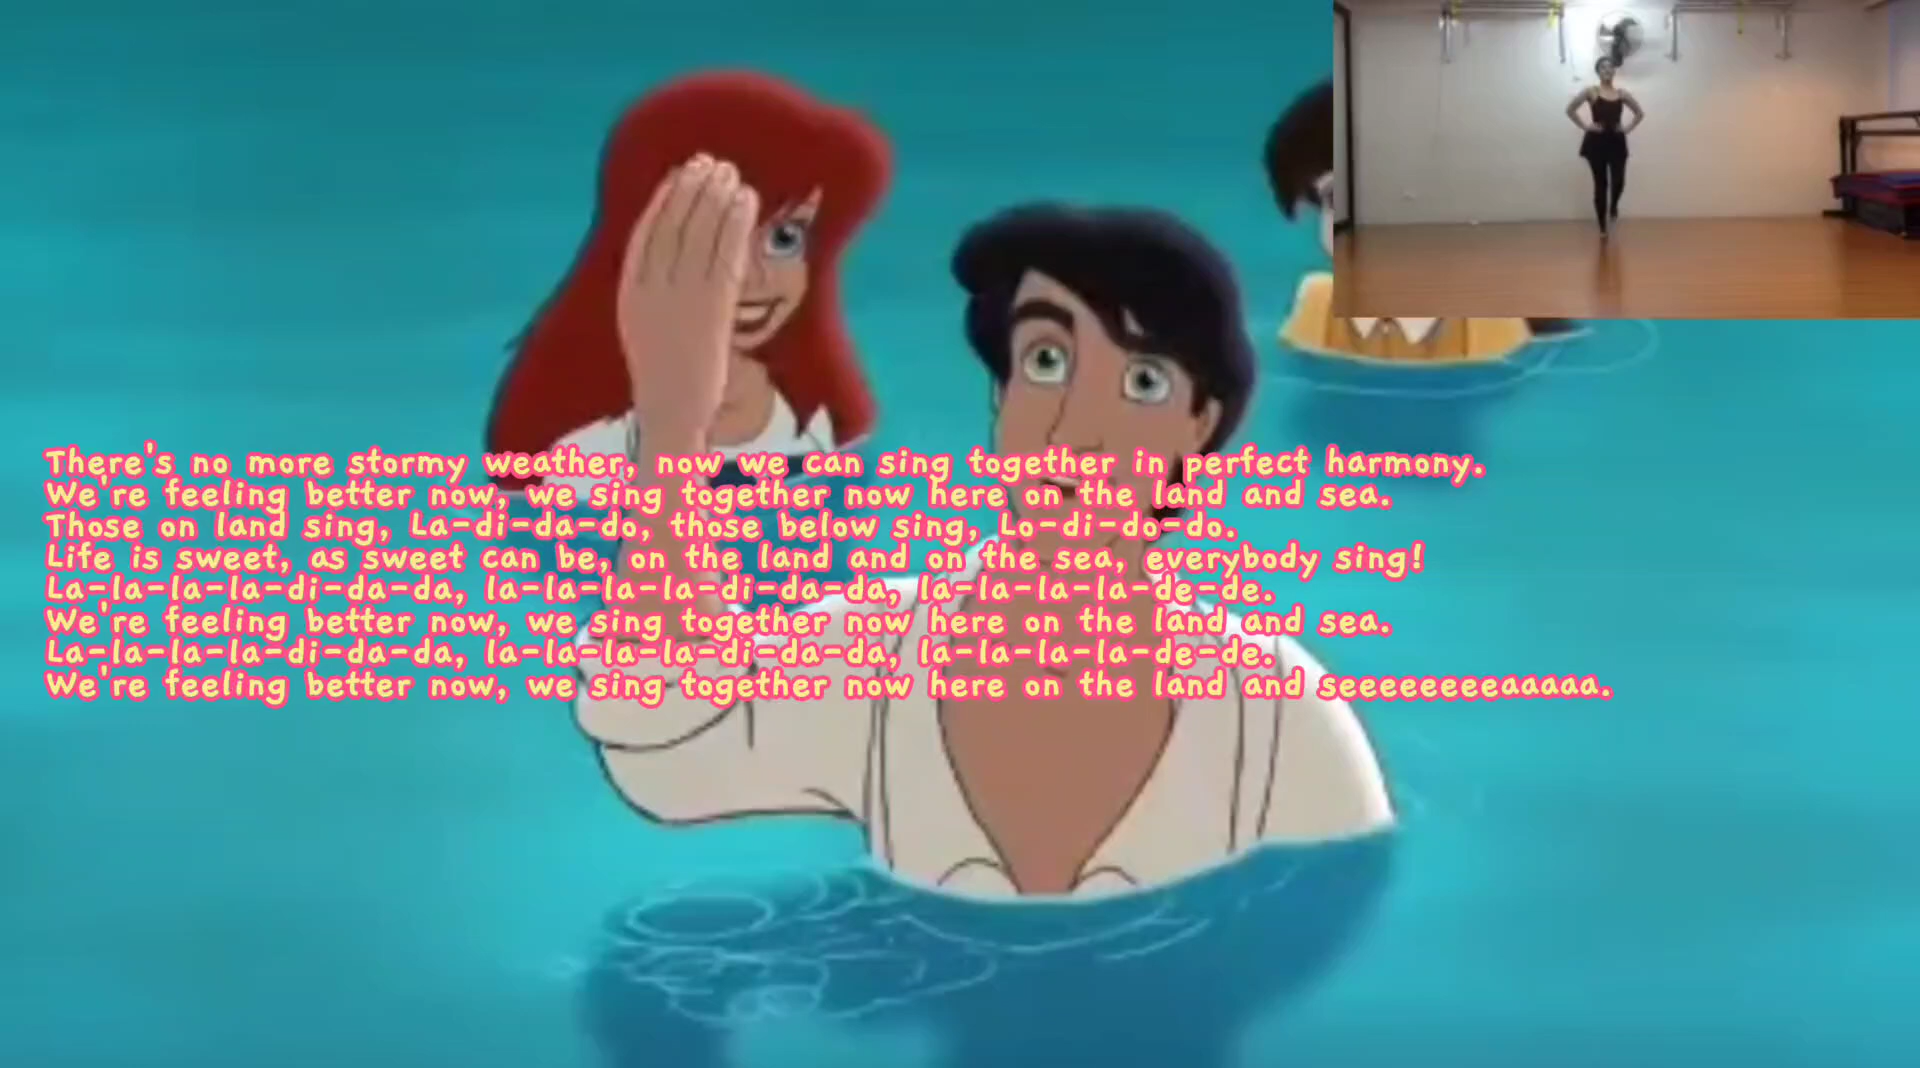 There's no more stormy weather, now we can sing together in perfect harmony.
We're feeling better now, we sing together now here on the land and sea.
Those on land sing, La-di-da-do, those below sing, Lo-di-do-do.
Life is sweet, as sweet can be, on the land and on the sea, everybody sing!
La-la-la-la-di-da-da, la-la-la-la-di-da-da, la-la-la-la-de-de.
We're feeling better now, we sing together now here on the land and sea.
La-la-la-la-di-da-da, la-la-la-la-di-da-da, la-la-la-la-de-de.
We're feeling better now, we sing together now here on the land and seeeeeeeeaaaaa.